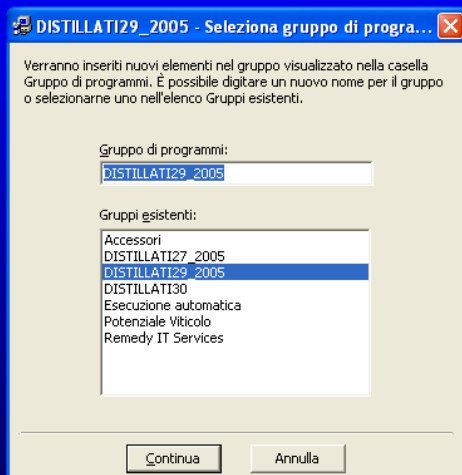 DISTILLATI29_2005 - Seleziona gruppo di progra...
Verranno inseriti nuovi elementi nel gruppo visualizzato nella casella
Gruppo di programmi. È possibile digitare un nuovo nome per il gruppo
o selezionarne uno nell'elenco Gruppi esistenti.
Gruppo di programmi:
DISTILLATI29_2005
Gruppi esistenti:
Accessori
DISTILLATI27_2005
DISTILLATI29_2005
DISTILLATI30
Esecuzione automatica
Potenziale Viticolo
Remedy IT Services
Continua
Annulla